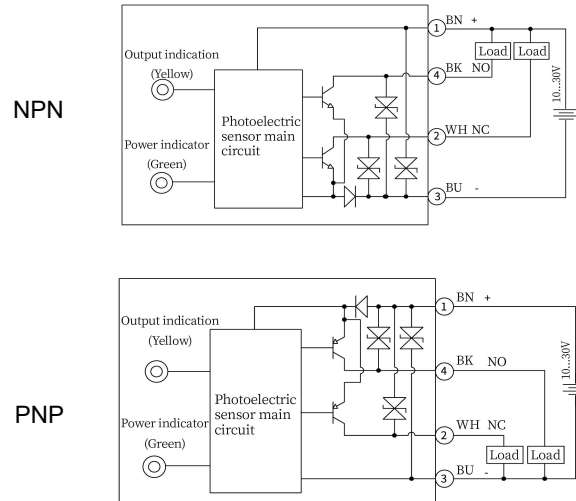 NPN
Output indication
(Yellow)
Power indicator
(Green)
Photoelectric
sensor main
circuit
1 BN +
4 BK NO
2 WH NC
3 BU -
Load Load
10...30V
PNP
Output indication
(Yellow)
Power indicator
(Green)
Photoelectric
sensor main
circuit
1 BN +
4 BK NO
2 WH NC
3 BU -
Load Load
10...30V